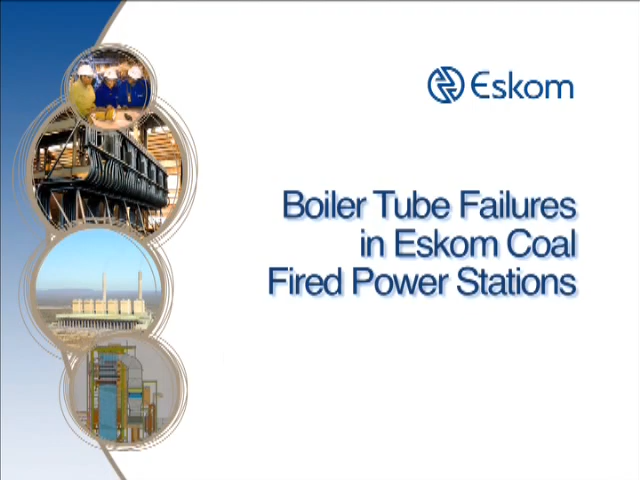 Eskom
Boiler Tube Failures
in Eskom Coal
Fired Power Stations